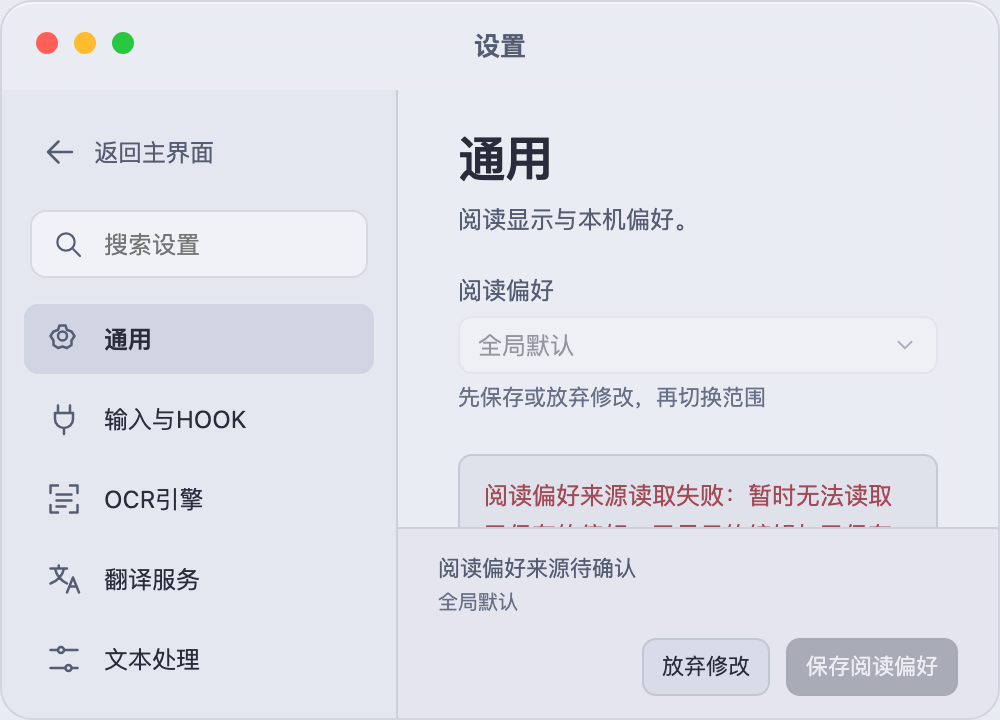 设置
返回主界面
搜索设置
通用
输入与HOOK
OCR引擎
翻译服务
文本处理
通用
阅读显示与本机偏好。
阅读偏好
全局默认
先保存或放弃修改，再切换范围
阅读偏好来源读取失败：暂时无法读取
阅读偏好来源待确认
全局默认
放弃修改
保存阅读偏好